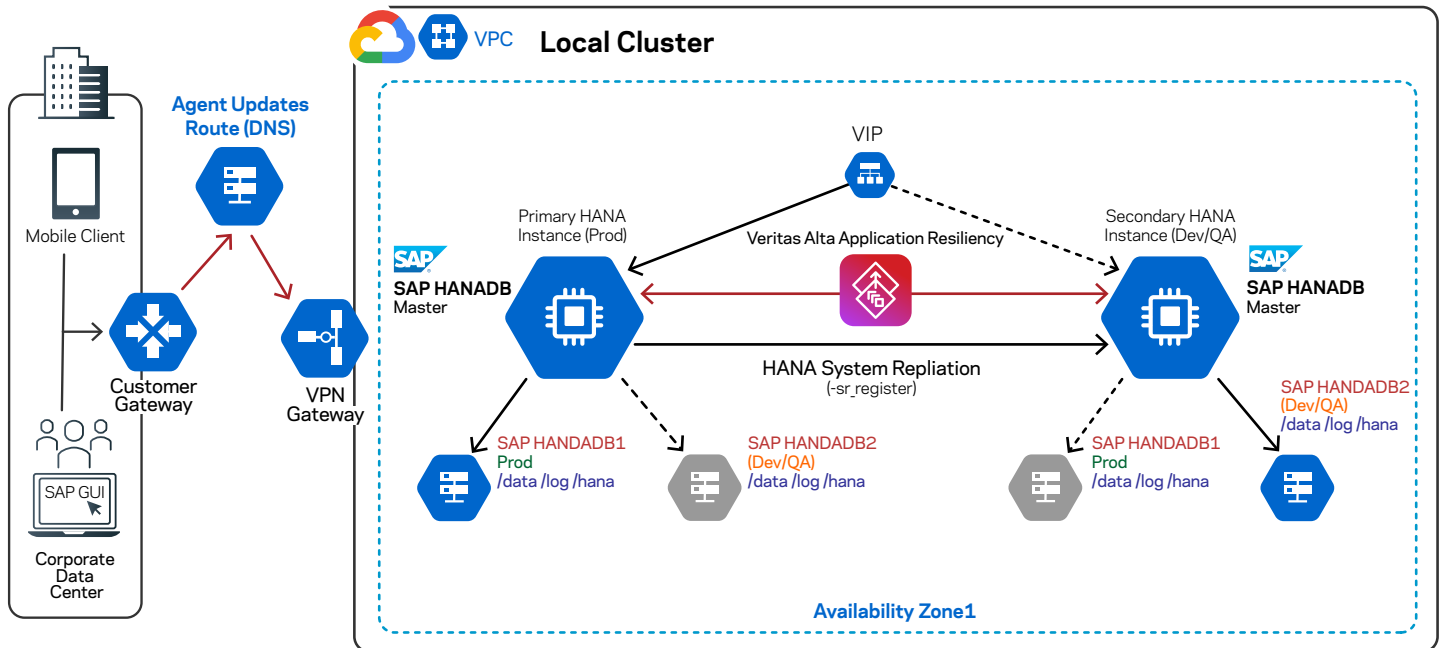 VPC
Local Cluster
Agent Updates
Route (DNS)
Mobile Client
Customer
Gateway
VPN
Gateway
SAP GUI
Corporate
Data
Center
VIP
Primary HANA
Instance (Prod)
Veritas Alta Application Resiliency
Secondary HANA
Instance (Dev/QA)
SAP
SAP HANADB
Master
SAP
SAP HANADB
Master
HANA System Repliation
(-sr_register)
SAP HANDADB1
Prod
/data /log /hana
SAP HANDADB2
(Dev/QA)
/data /log /hana
SAP HANDADB1
Prod
/data /log /hana
SAP HANDADB2
(Dev/QA)
/data /log /hana
Availability Zone1